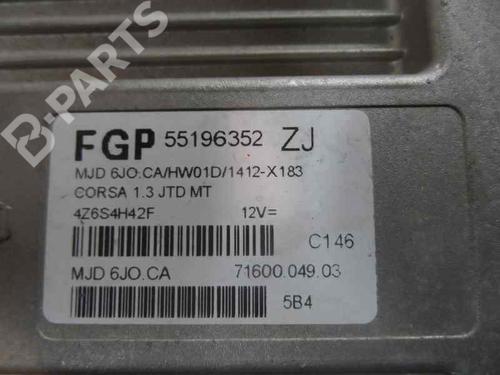 FGP 55196352 ZJ
MJD 6JO.CA/HW01D/1412-X183
CORSA 1.3 JTD MT
4Z6S4H42F 12V=
C146
MJD 6JO.CA 71600.049.03
5B4
B-PARTS
B-PARTS